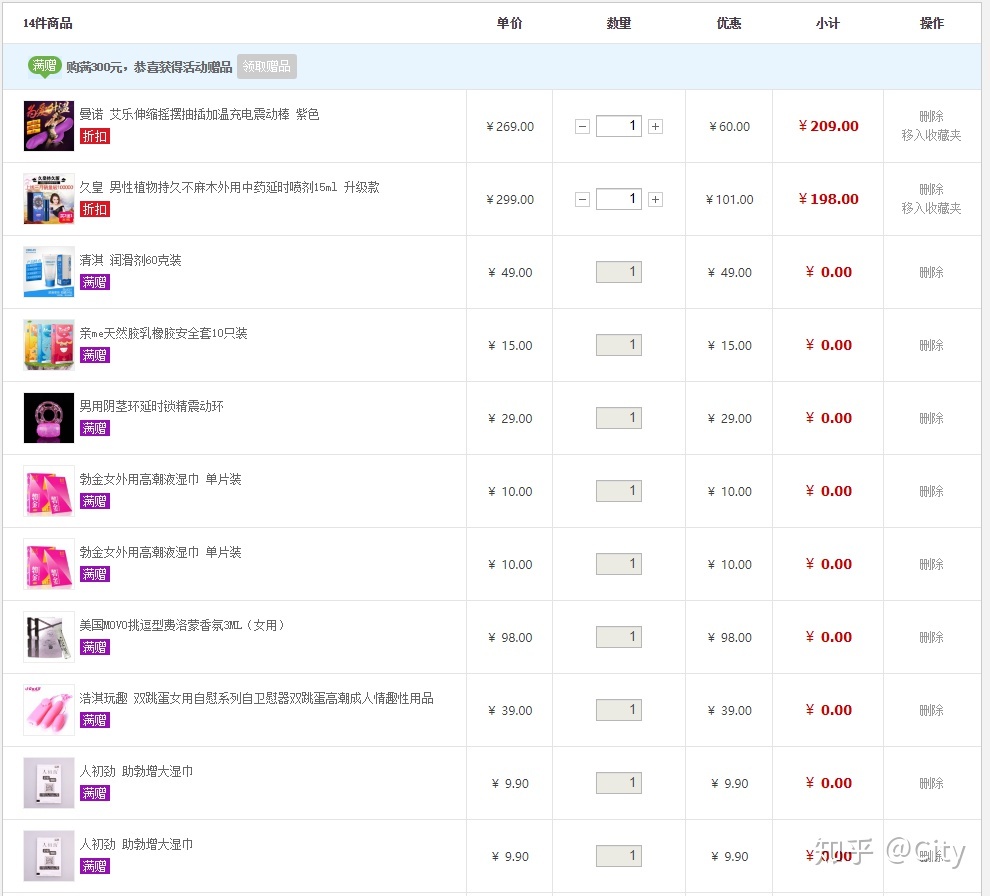 14件商品 单价 数量 优惠 小计 操作
满赠 购满300元，恭喜获得活动赠品 领取赠品
曼诺 艾乐伸缩摇摆抽插加温充电震动棒 紫色
折扣
￥269.00 − 1 + ￥60.00 ￥209.00 删除
移入收藏夹
久皇 男性植物持久不麻木外用中药延时喷剂15ml 升级款
折扣
￥299.00 − 1 + ￥101.00 ￥198.00 删除
移入收藏夹
清淇 润滑剂60克装
满赠
￥ 49.00 1 ￥ 49.00 ￥ 0.00 删除
亲me天然胶乳橡胶安全套10只装
满赠
￥ 15.00 1 ￥ 15.00 ￥ 0.00 删除
男用阴茎环延时锁精震动环
满赠
￥ 29.00 1 ￥ 29.00 ￥ 0.00 删除
勃金女外用高潮液湿巾 单片装
满赠
￥ 10.00 1 ￥ 10.00 ￥ 0.00 删除
勃金女外用高潮液湿巾 单片装
满赠
￥ 10.00 1 ￥ 10.00 ￥ 0.00 删除
美国MOVO挑逗型费洛蒙香氛3ML（女用）
满赠
￥ 98.00 1 ￥ 98.00 ￥ 0.00 删除
浩淇玩趣 双跳蛋女用自慰系列自卫慰器双跳蛋高潮成人情趣性用品
满赠
￥ 39.00 1 ￥ 39.00 ￥ 0.00 删除
人初劲 助勃增大湿巾
满赠
￥ 9.90 1 ￥ 9.90 ￥ 0.00 删除
人初劲 助勃增大湿巾
满赠
￥ 9.90 1 ￥ 9.90 ￥ 0.00 删除
知乎 @City